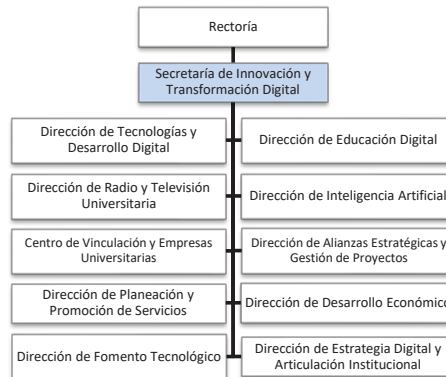 Rectoría
Secretaría de Innovación y
Transformación Digital
Dirección de Tecnologías y
Desarrollo Digital
Dirección de Educación Digital
Dirección de Radio y Televisión
Universitaria
Dirección de Inteligencia Artificial
Centro de Vinculación y Empresas
Universitarias
Dirección de Alianzas Estratégicas y
Gestión de Proyectos
Dirección de Planeación y
Promoción de Servicios
Dirección de Desarrollo Económico
Dirección de Fomento Tecnológico
Dirección de Estrategia Digital y
Articulación Institucional